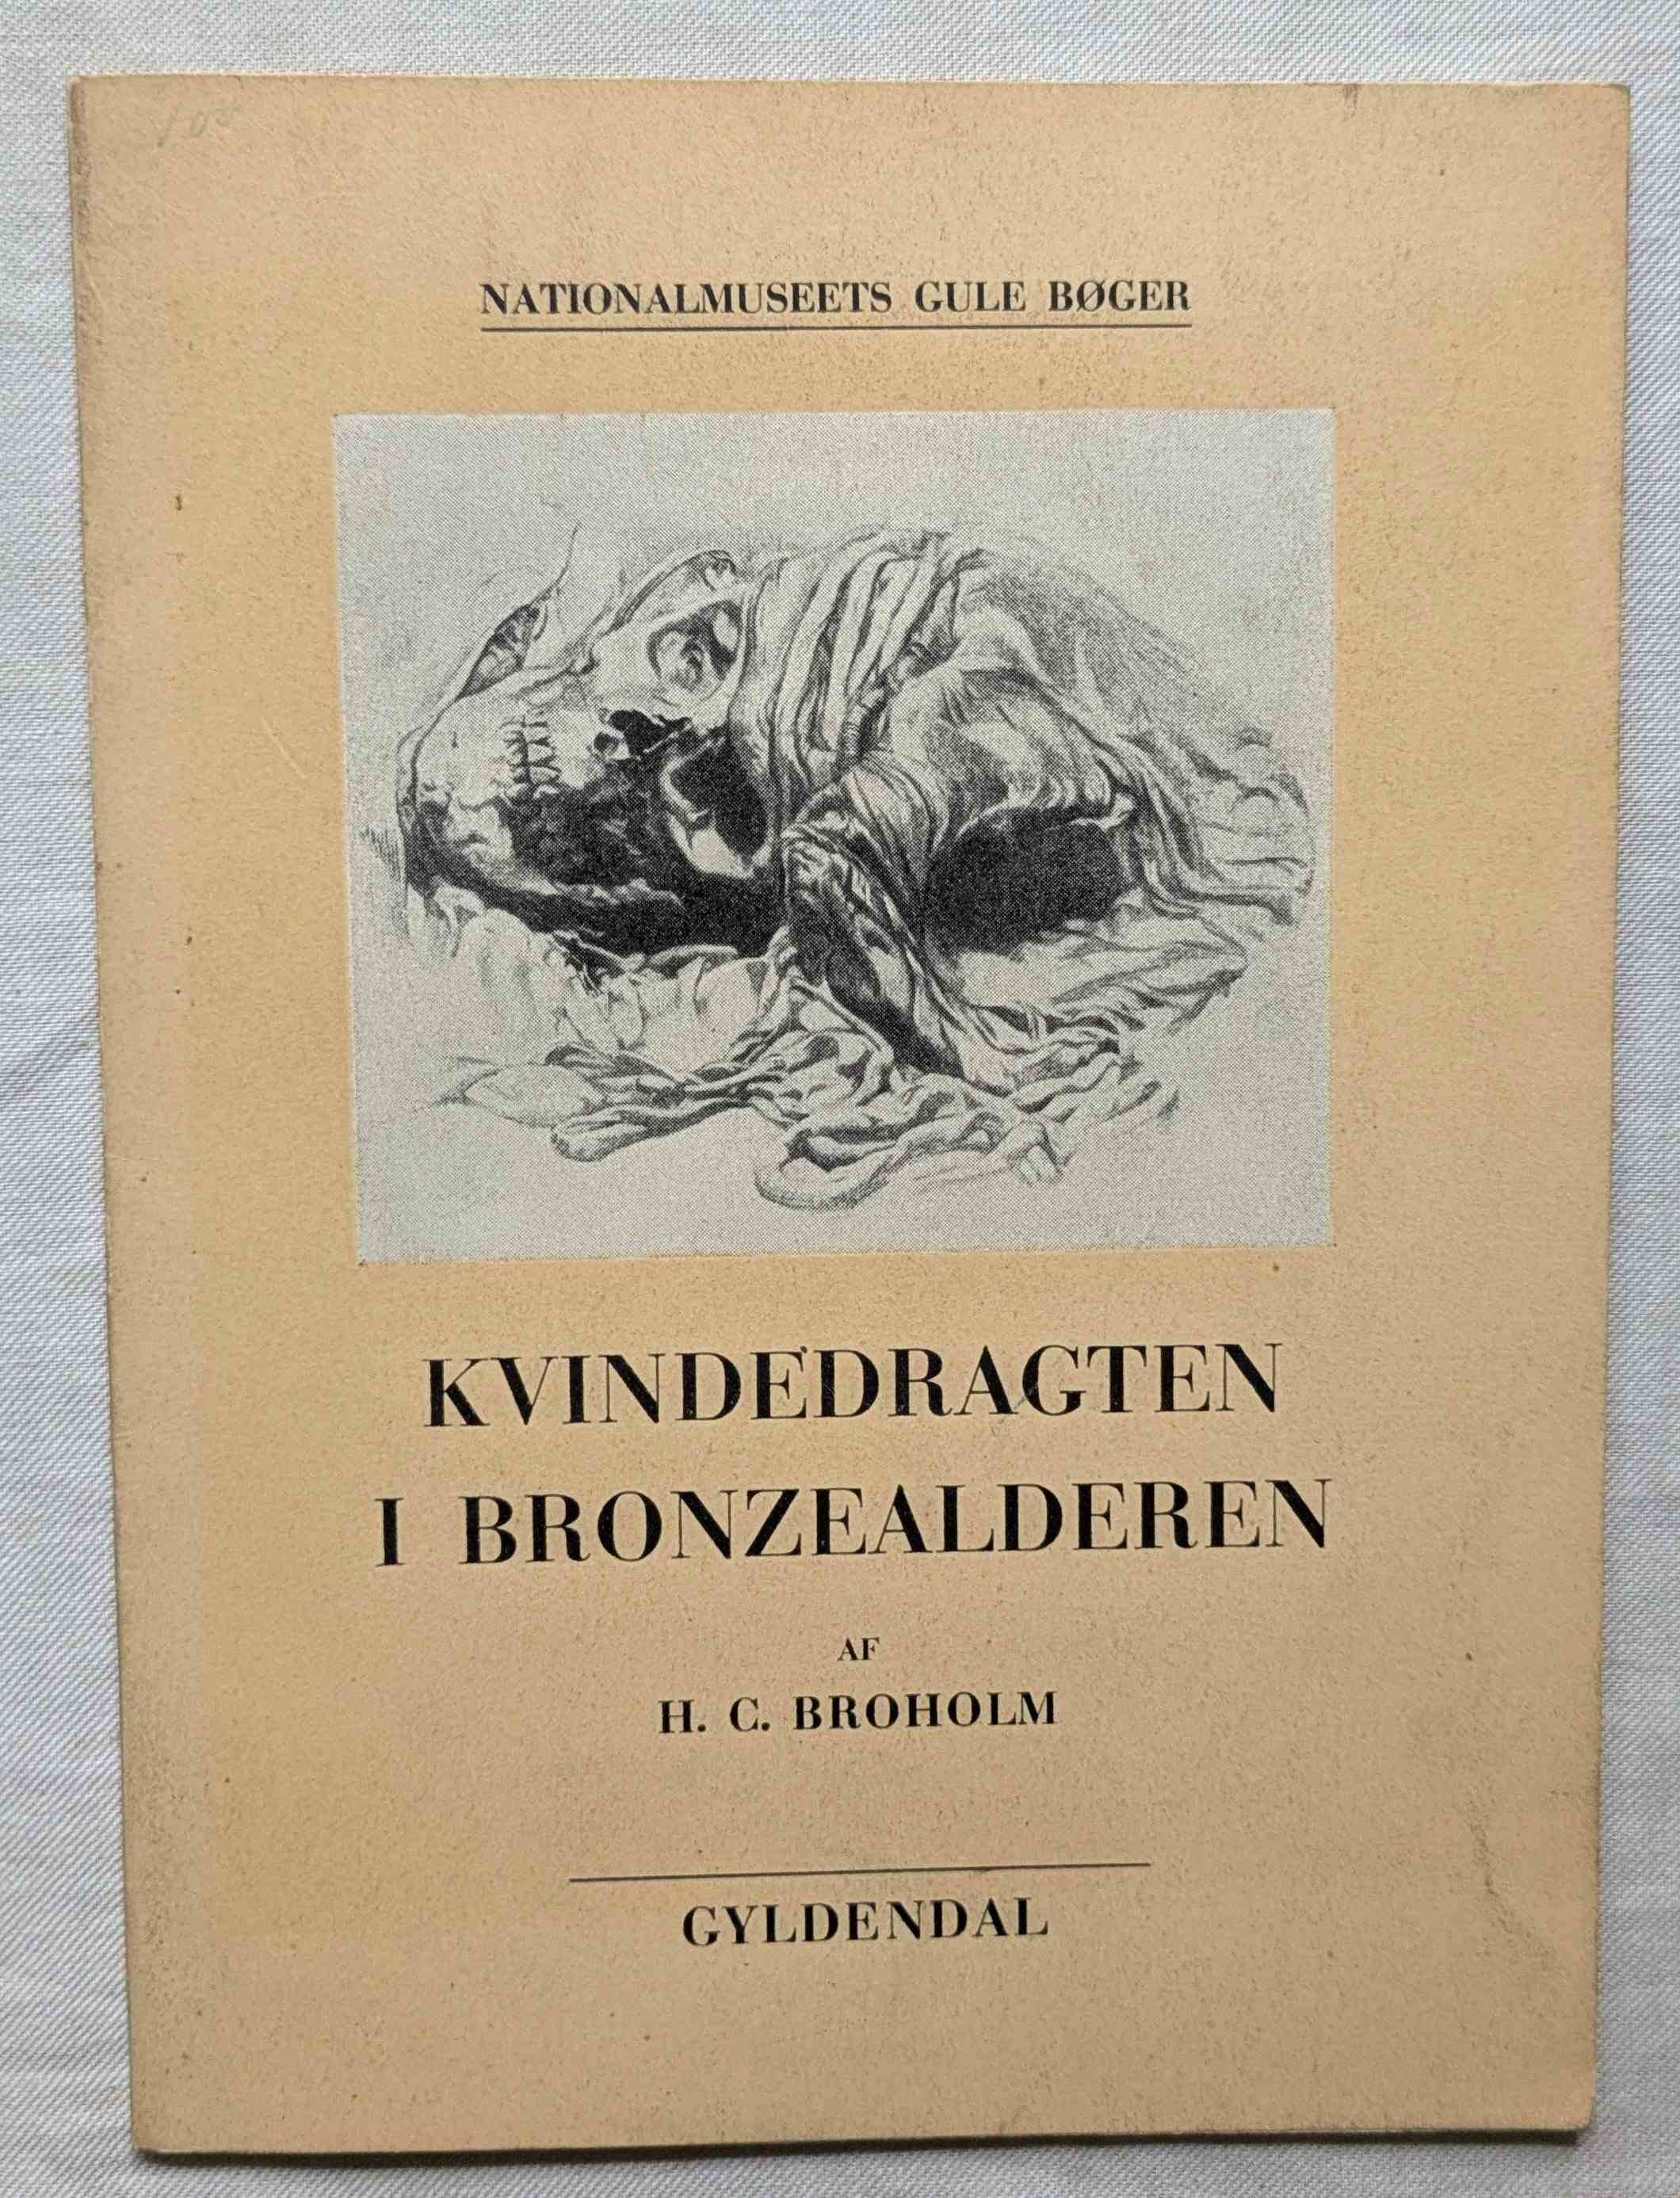 NATIONALMUSEETS GULE BØGER
KVINDEDRAGTEN
I BRONZEALDEREN
AF
H. C. BROHOLM
GYLDENDAL